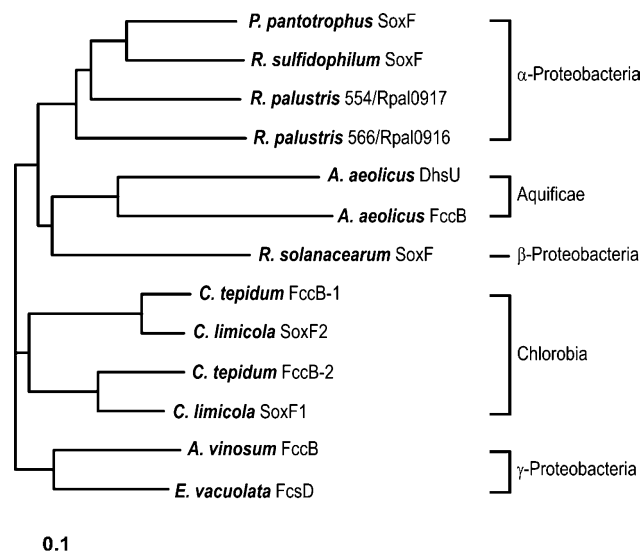 P. pantotrophus SoxF
R. sulfidophilum SoxF
α-Proteobacteria
R. palustris 554/Rpal0917
R. palustris 566/Rpal0916
A. aeolicus DhsU
Aquificae
A. aeolicus FccB
R. solanacearum SoxF
β-Proteobacteria
C. tepidum FccB-1
C. limicola SoxF2
Chlorobia
C. tepidum FccB-2
C. limicola SoxF1
A. vinosum FccB
γ-Proteobacteria
E. vacuolata FcsD
0.1